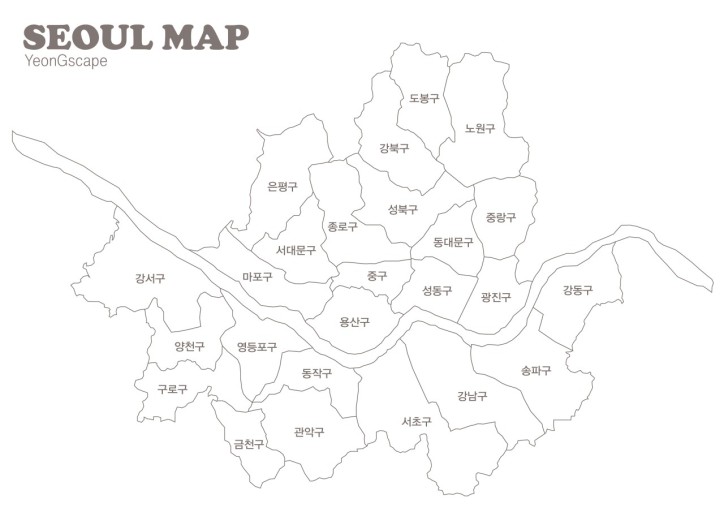 SEOUL MAP
YeonGscape
도봉구
노원구
강북구
은평구
성북구
중랑구
종로구
동대문구
서대문구
강서구
마포구
중구
성동구
광진구
강동구
용산구
양천구
영등포구
동작구
송파구
구로구
강남구
서초구
관악구
금천구